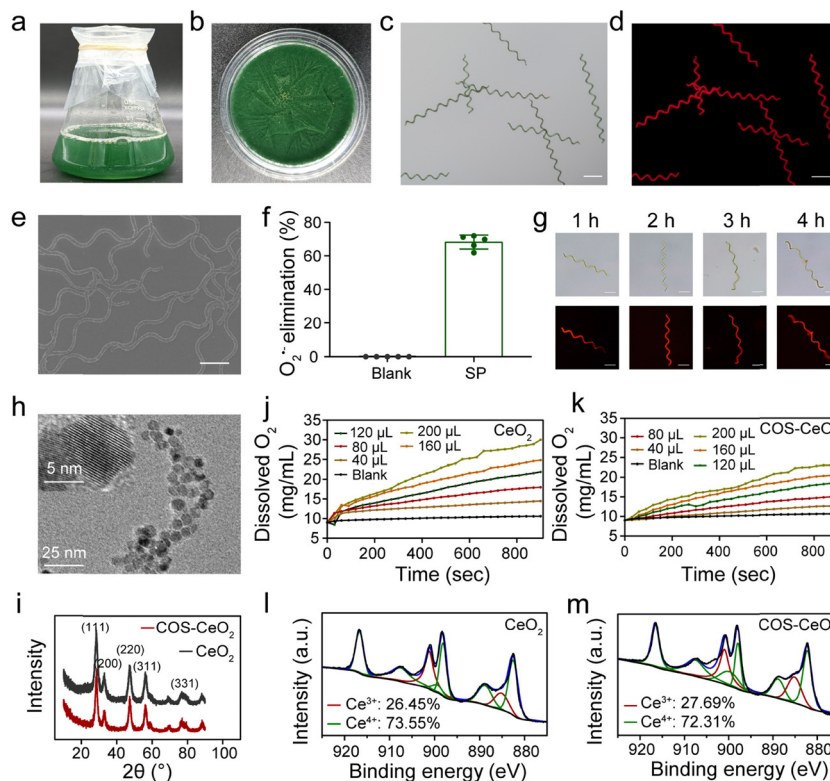 a
b
c
d
e
f
O₂•⁻ elimination (%)
80
60
40
20
0
Blank
SP
g
1 h
2 h
3 h
4 h
h
5 nm
25 nm
j
Dissolved O₂
(mg/mL)
35
30
25
20
15
10
5
120 µL
80 µL
40 µL
Blank
200 µL
160 µL
CeO₂
0
200
400
600
800
Time (sec)
k
Dissolved O₂
(mg/mL)
35
30
25
20
15
10
5
80 µL
40 µL
Blank
200 µL
160 µL
120 µL
COS-CeO₂
0
200
400
600
800
Time (sec)
i
Intensity
(111)
(200)
(220)
(311)
(331)
COS-CeO₂
CeO₂
0
20
40
60
80
100
2θ (°)
l
Intensity (a.u.)
CeO₂
Ce³⁺: 26.45%
Ce⁴⁺: 73.55%
920
910
900
890
880
Binding energy (eV)
m
Intensity (a.u.)
COS-CeO₂
Ce³⁺: 27.69%
Ce⁴⁺: 72.31%
920
910
900
890
880
Binding energy (eV)